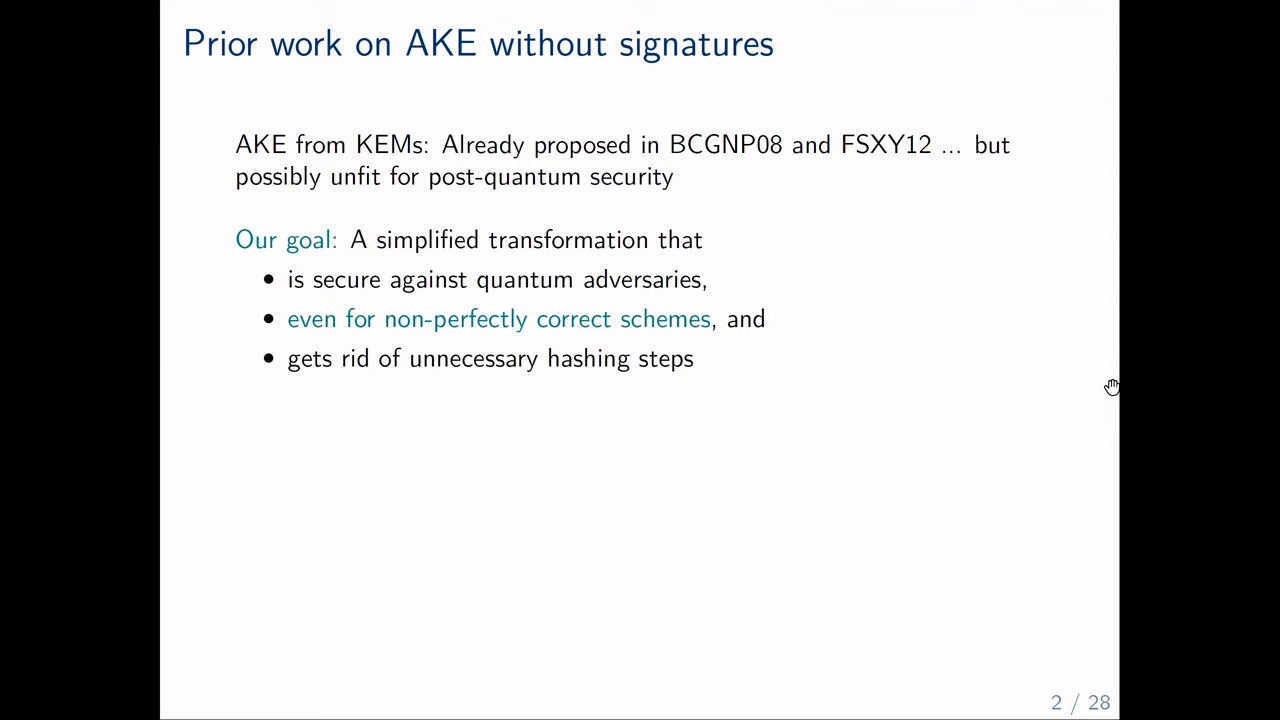 Prior work on AKE without signatures
AKE from KEMs: Already proposed in BCGNP08 and FSXY12 ... but
possibly unfit for post-quantum security
Our goal: A simplified transformation that
• is secure against quantum adversaries,
• even for non-perfectly correct schemes, and
• gets rid of unnecessary hashing steps
2 / 28